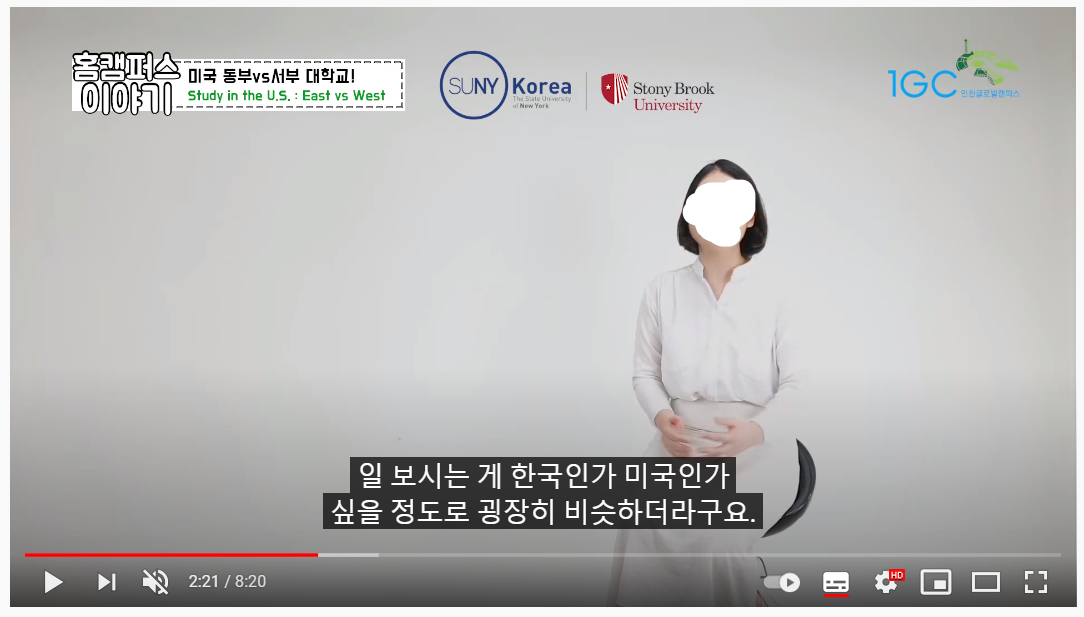 홈캠퍼스
이야기
미국 동부vs서부 대학교!
Study in the U.S. : East vs West
SUNY Korea
The State University
of New York
Stony Brook
University
IGC
인천글로벌캠퍼스
일 보시는 게 한국인가 미국인가
싶을 정도로 굉장히 비슷하더라구요.
2:21 / 8:20
HD